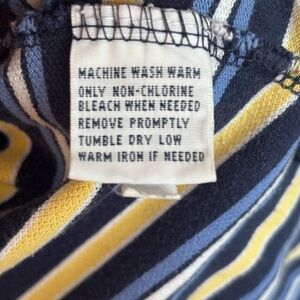 MACHINE WASH WARM
ONLY NON-CHLORINE
BLEACH WHEN NEEDED
REMOVE PROMPTLY
TUMBLE DRY LOW
WARM IRON IF NEEDED